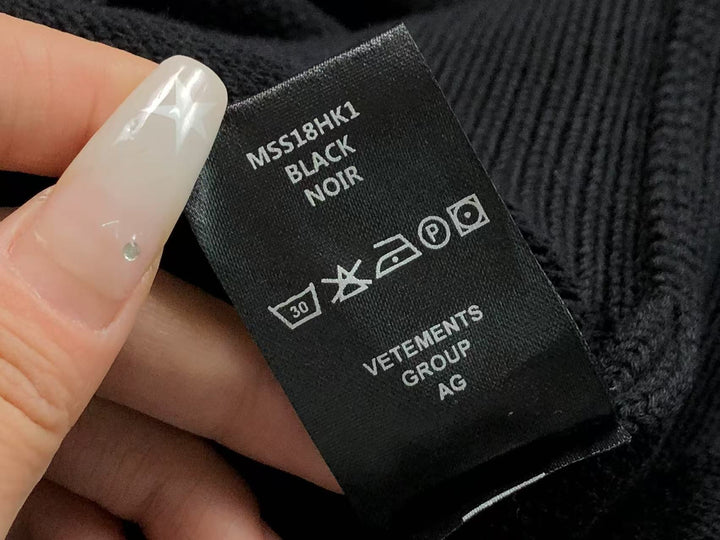 MSS18HK1
BLACK
NOIR
30 P
VETEMENTS
GROUP
AG